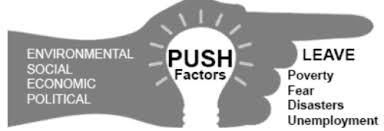 ENVIRONMENTAL
SOCIAL
ECONOMIC
POLITICAL
PUSH
Factors
LEAVE
Poverty
Fear
Disasters
Unemployment